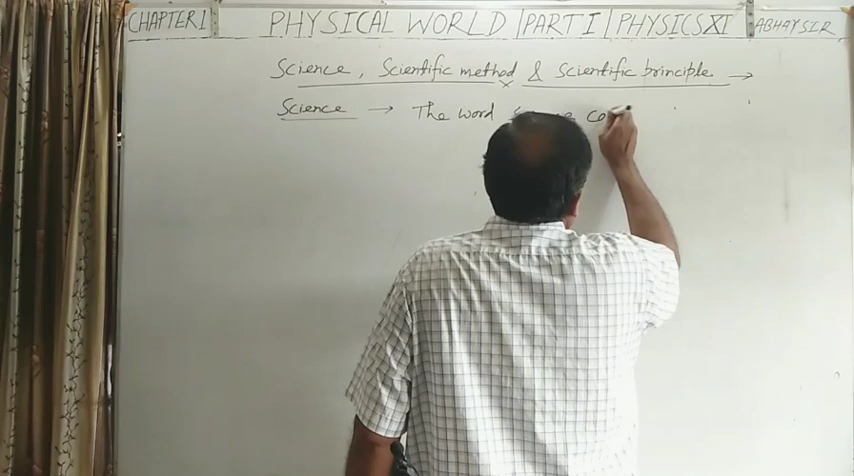 CHAPTER 1 PHYSICAL WORLD | PART I | PHYSICS XI ABHAY SIR
Science, Scientific method & Scientific principle →
Science → The word